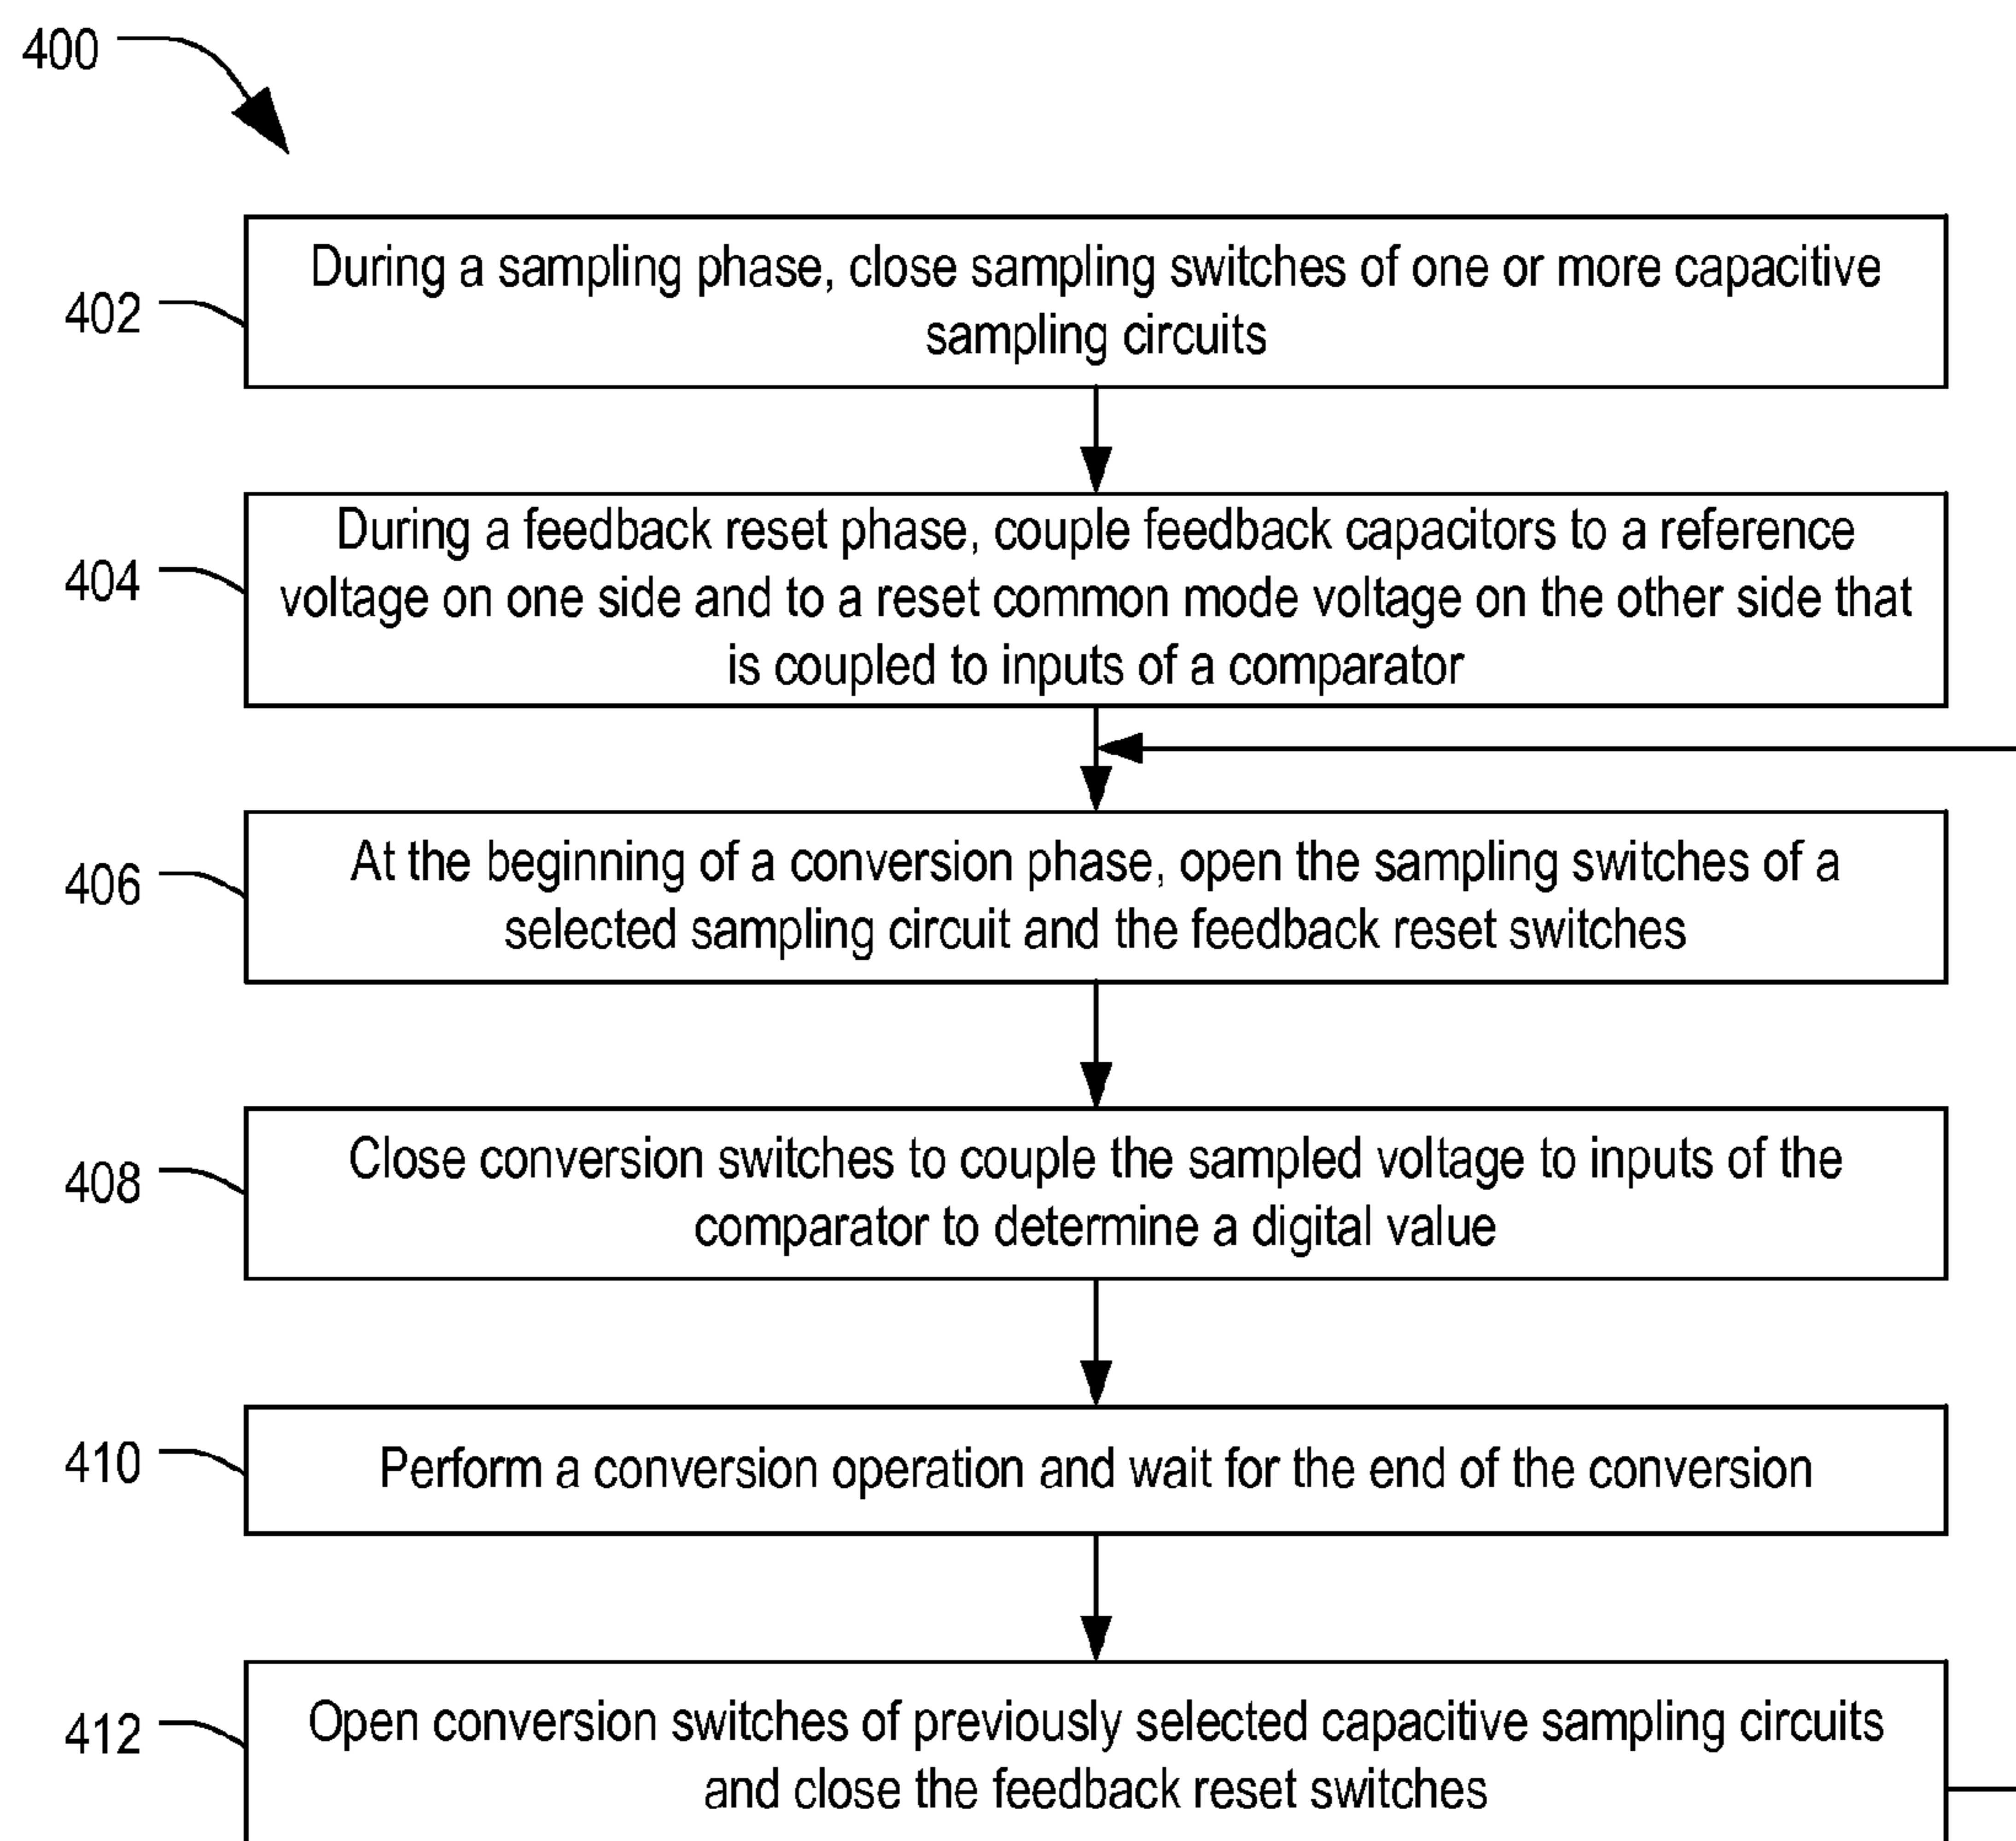 400
402
During a sampling phase, close sampling switches of one or more capacitive
sampling circuits
404
During a feedback reset phase, couple feedback capacitors to a reference
voltage on one side and to a reset common mode voltage on the other side that
is coupled to inputs of a comparator
406
At the beginning of a conversion phase, open the sampling switches of a
selected sampling circuit and the feedback reset switches
408
Close conversion switches to couple the sampled voltage to inputs of the
comparator to determine a digital value
410
Perform a conversion operation and wait for the end of the conversion
412
Open conversion switches of previously selected capacitive sampling circuits
and close the feedback reset switches